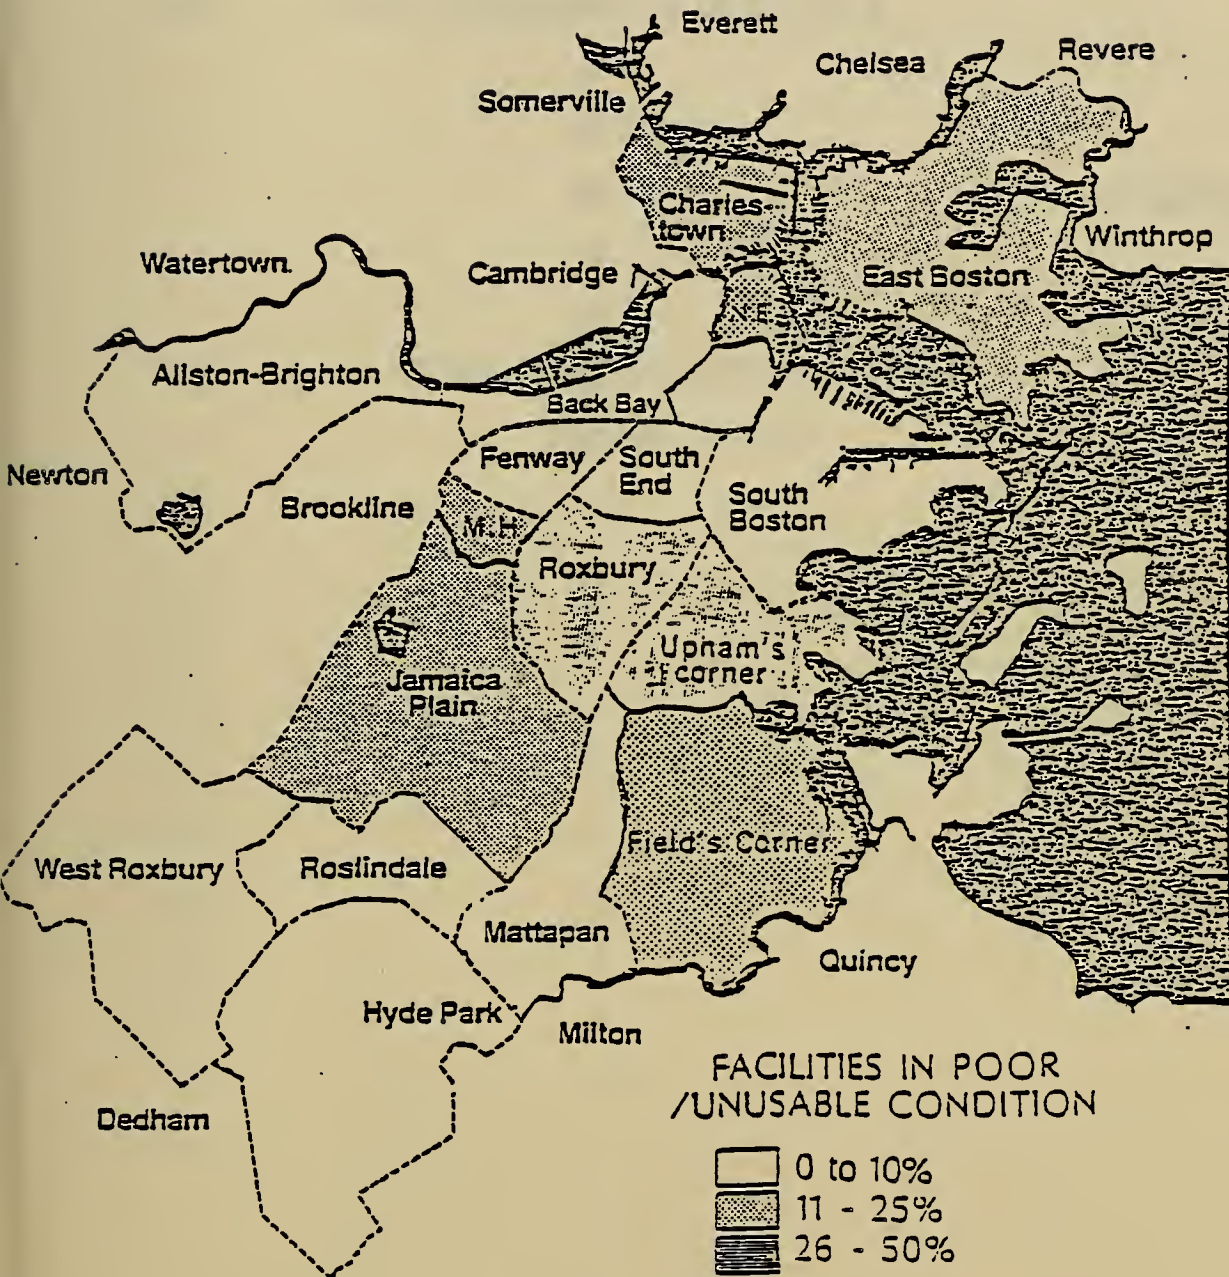 Everett
Chelsea
Revere
Somerville
Charles-
town
Winthrop
Watertown
Cambridge
East Boston
N E
Allston-Brighton
Back Bay
Newton
Fenway
South
End
Brookline
South
Boston
M.H
Roxbury
Upham's
corner
Jamaica
Plain
West Roxbury
Roslindale
Field's Corner
Mattapan
Quincy
Hyde Park
Milton
Dedham
FACILITIES IN POOR
/UNUSABLE CONDITION
0 to 10%
11 - 25%
26 - 50%